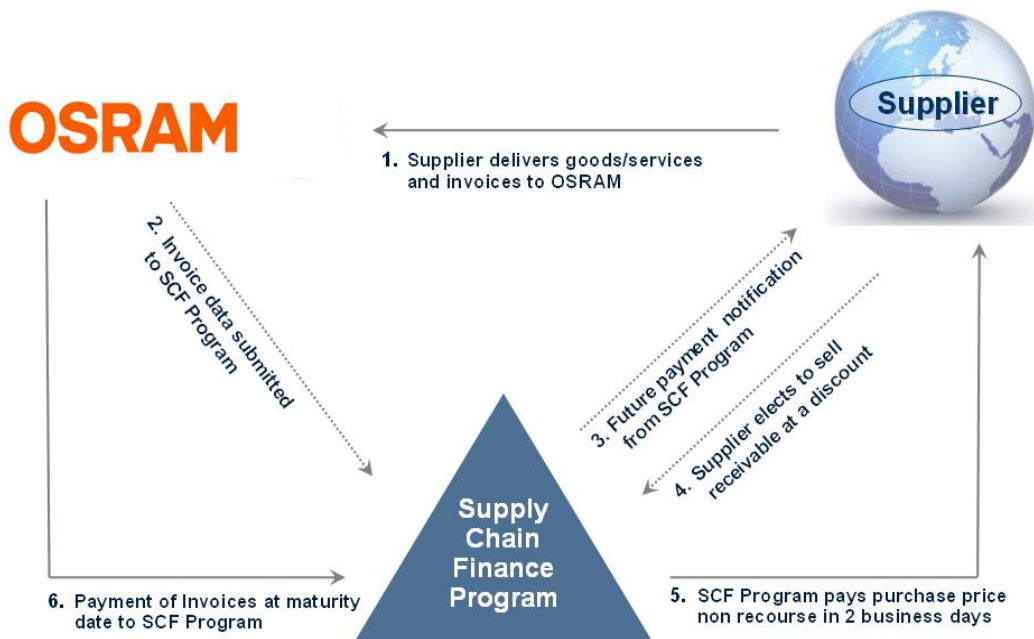 OSRAM
Supplier
1. Supplier delivers goods/services
and invoices to OSRAM
2. Invoice data submitted
to SCF Program
3. Future payment notification
from SCF Program
4. Supplier elects to sell
receivable at a discount
Supply
Chain
Finance
Program
6. Payment of Invoices at maturity
date to SCF Program
5. SCF Program pays purchase price
non recourse in 2 business days